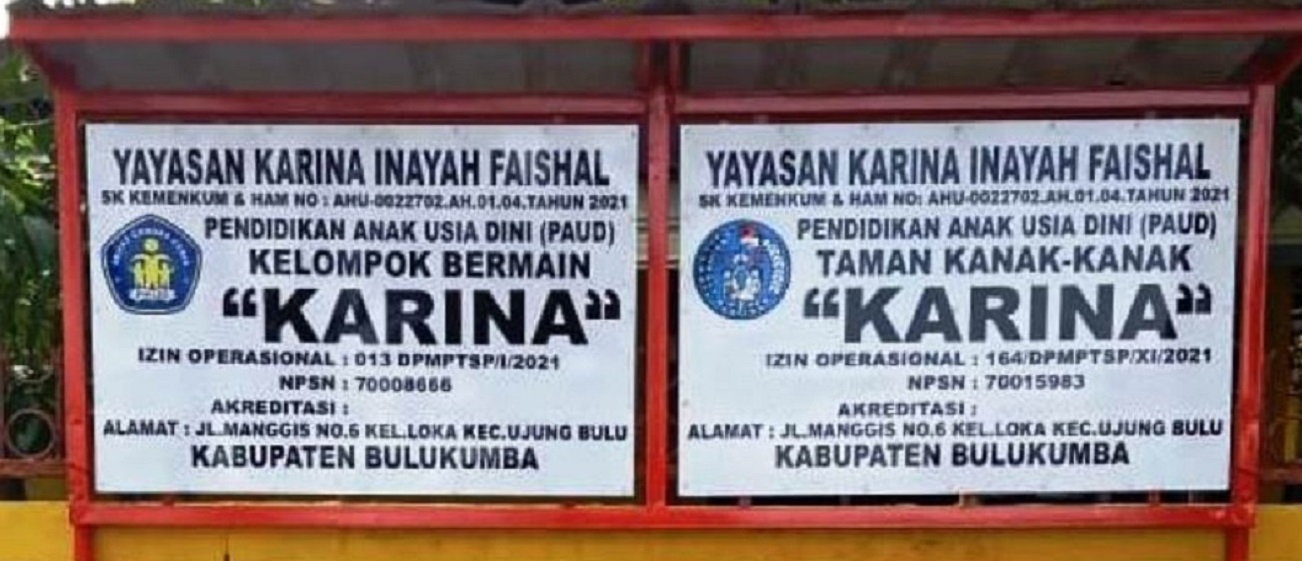 YAYASAN KARINA INAYAH FAISHAL
SK KEMENKUM & HAM NO : AHU-0022702.AH.01.04.TAHUN 2021
PENDIDIKAN ANAK USIA DINI (PAUD)
KELOMPOK BERMAIN
“KARINA”
IZIN OPERASIONAL : 013 DPMPTSP/I/2021
NPSN : 70008666
AKREDITASI :
ALAMAT : JL.MANGGIS NO.6 KEL.LOKA KEC.UJUNG BULU
KABUPATEN BULUKUMBA
YAYASAN KARINA INAYAH FAISHAL
SK KEMENKUM & HAM NO: AHU-0022702.AH.01.04.TAHUN 2021
PENDIDIKAN ANAK USIA DINI (PAUD)
TAMAN KANAK-KANAK
“KARINA”
IZIN OPERASIONAL : 164/DPMPTSP/XI/2021
NPSN : 70015983
AKREDITASI :
ALAMAT : JL.MANGGIS NO.6 KEL.LOKA KEC.UJUNG BULU
KABUPATEN BULUKUMBA